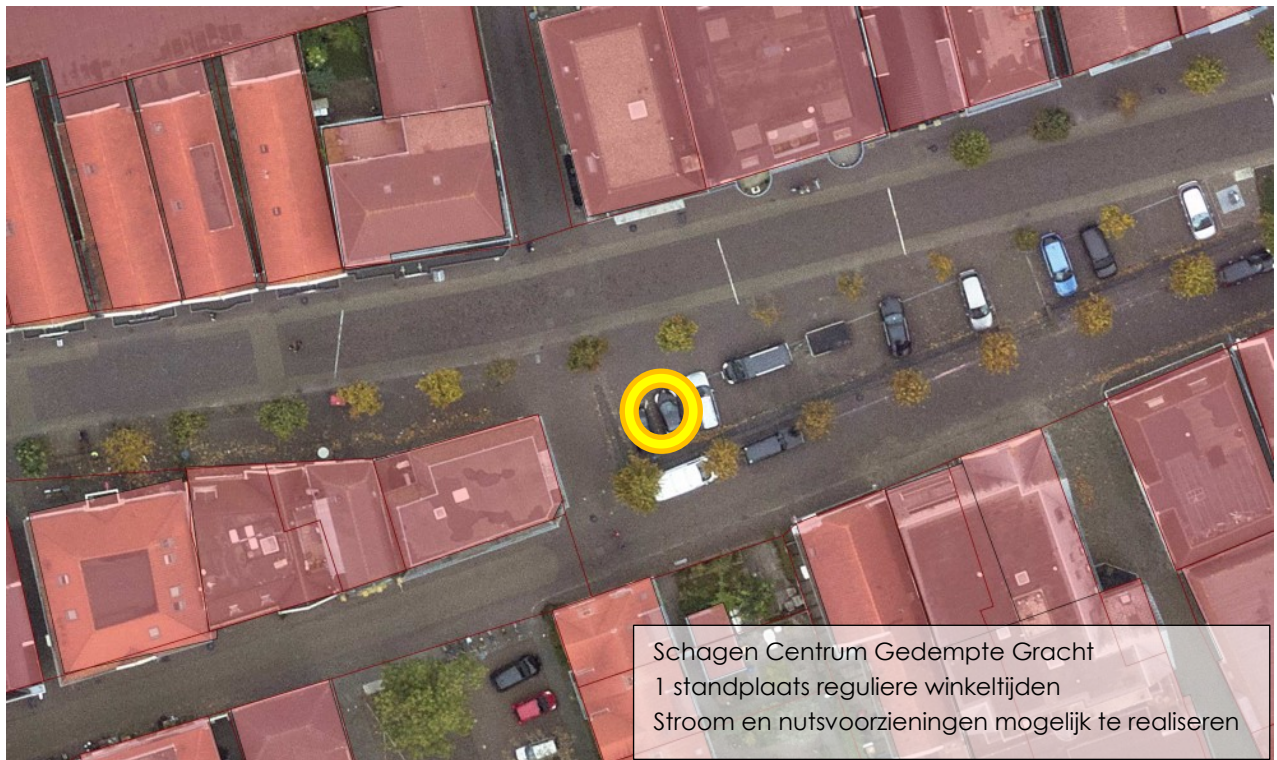 Schagen Centrum Gedempte Gracht
1 standplaats reguliere winkeltijden
Stroom en nutsvoorzieningen mogelijk te realiseren